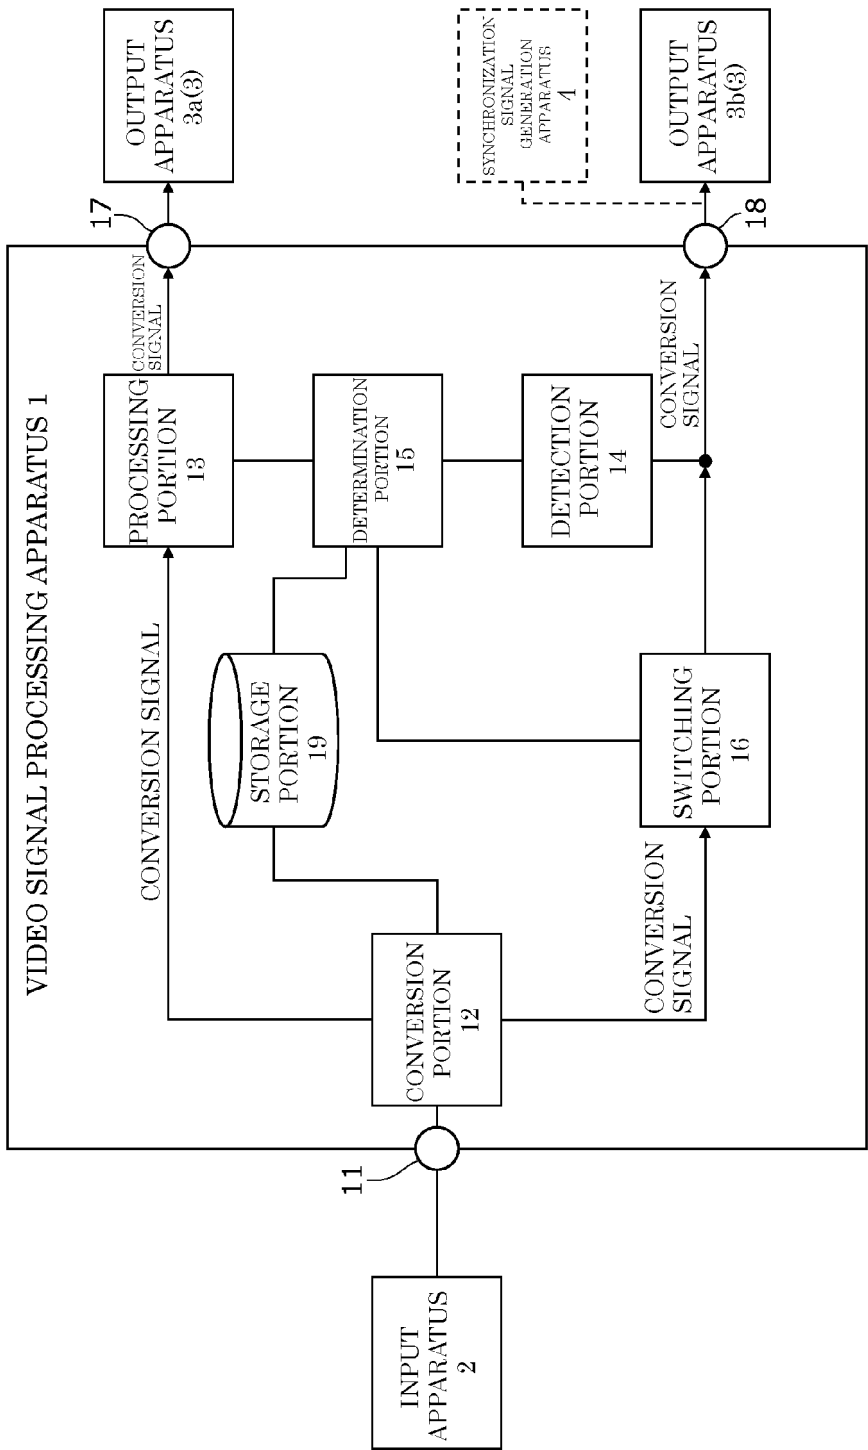 VIDEO SIGNAL PROCESSING APPARATUS 1
INPUT
APPARATUS
2
11
CONVERSION
PORTION
12
CONVERSION SIGNAL
STORAGE
PORTION
19
CONVERSION
SIGNAL
SWITCHING
PORTION
16
PROCESSING
PORTION
13
DETERMINATION
PORTION
15
DETECTION
PORTION
14
CONVERSION
SIGNAL
CONVERSION
SIGNAL
17
18
OUTPUT
APPARATUS
3a(3)
SYNCHRONIZATION
SIGNAL
GENERATION
APPARATUS
4
OUTPUT
APPARATUS
3b(3)